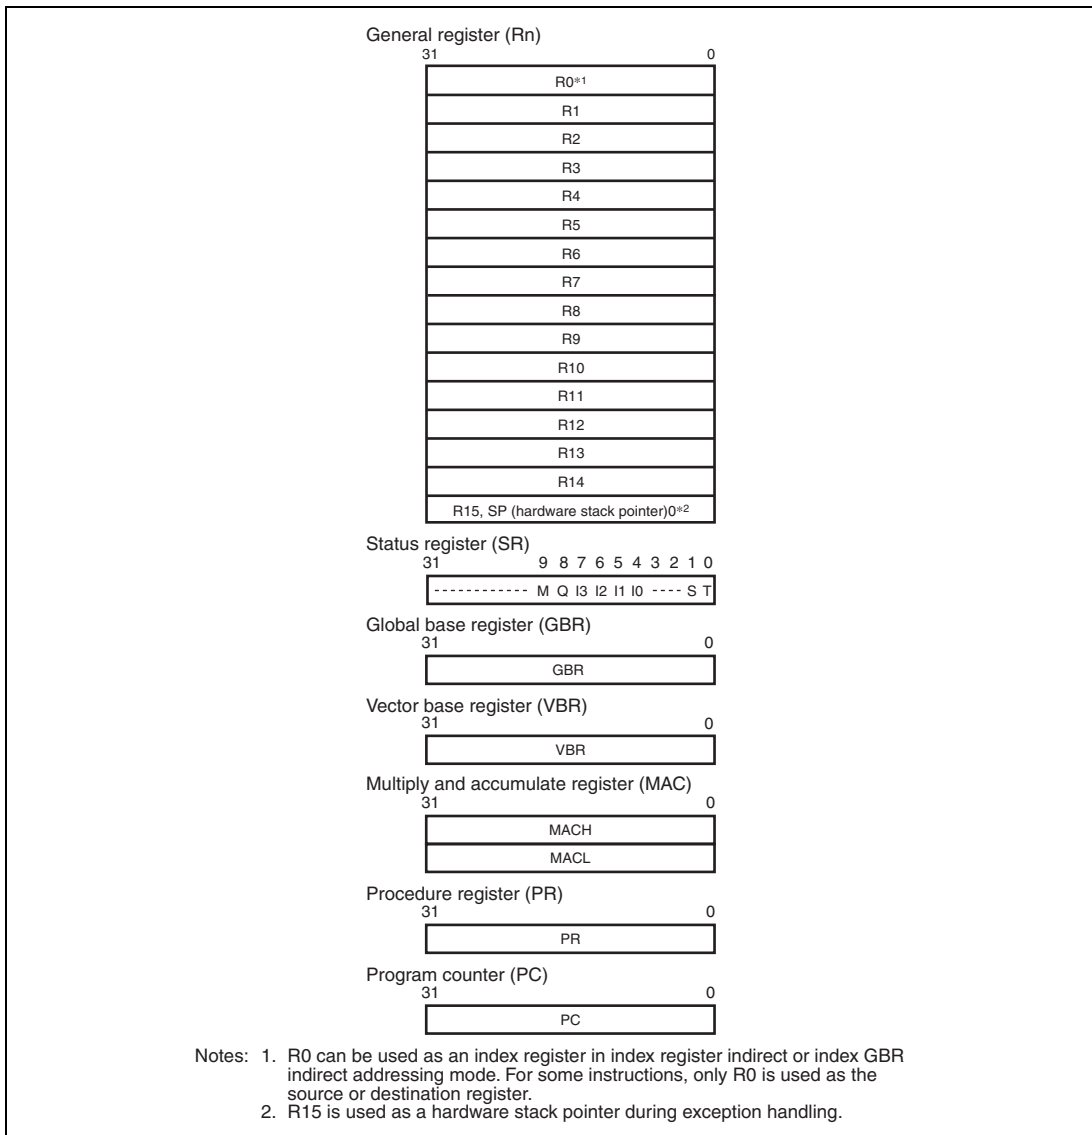 General register (Rn)
31 0
R0*1
R1
R2
R3
R4
R5
R6
R7
R8
R9
R10
R11
R12
R13
R14
R15, SP (hardware stack pointer)0*2
Status register (SR)
31 9 8 7 6 5 4 3 2 1 0
------------ M Q I3 I2 I1 I0 ---- S T
Global base register (GBR)
31 0
GBR
Vector base register (VBR)
31 0
VBR
Multiply and accumulate register (MAC)
31 0
MACH
MACL
Procedure register (PR)
31 0
PR
Program counter (PC)
31 0
PC
Notes: 1. R0 can be used as an index register in index register indirect or index GBR
indirect addressing mode. For some instructions, only R0 is used as the
source or destination register.
2. R15 is used as a hardware stack pointer during exception handling.